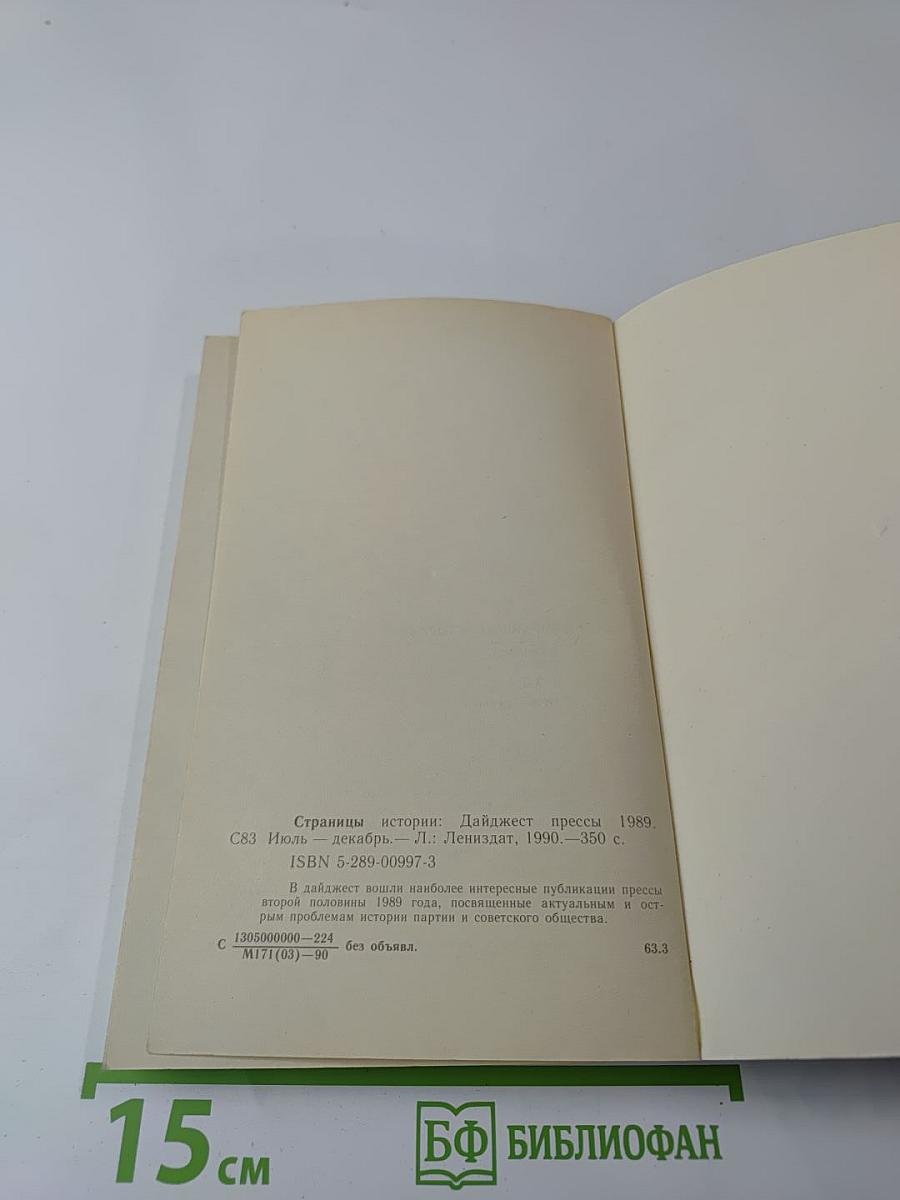 Страницы истории: Дайджест прессы 1989.
С83 Июль — декабрь.— Л.: Лениздат, 1990.—350 с.
ISBN 5-289-00997-3
В дайджест вошли наиболее интересные публикации прессы
второй половины 1989 года, посвященные актуальным и ост-
рым проблемам истории партии и советского общества.
С 1305000000—224 без объявл. 63.3
М171(03)—90
15 см
БФ БИБЛИОФАН